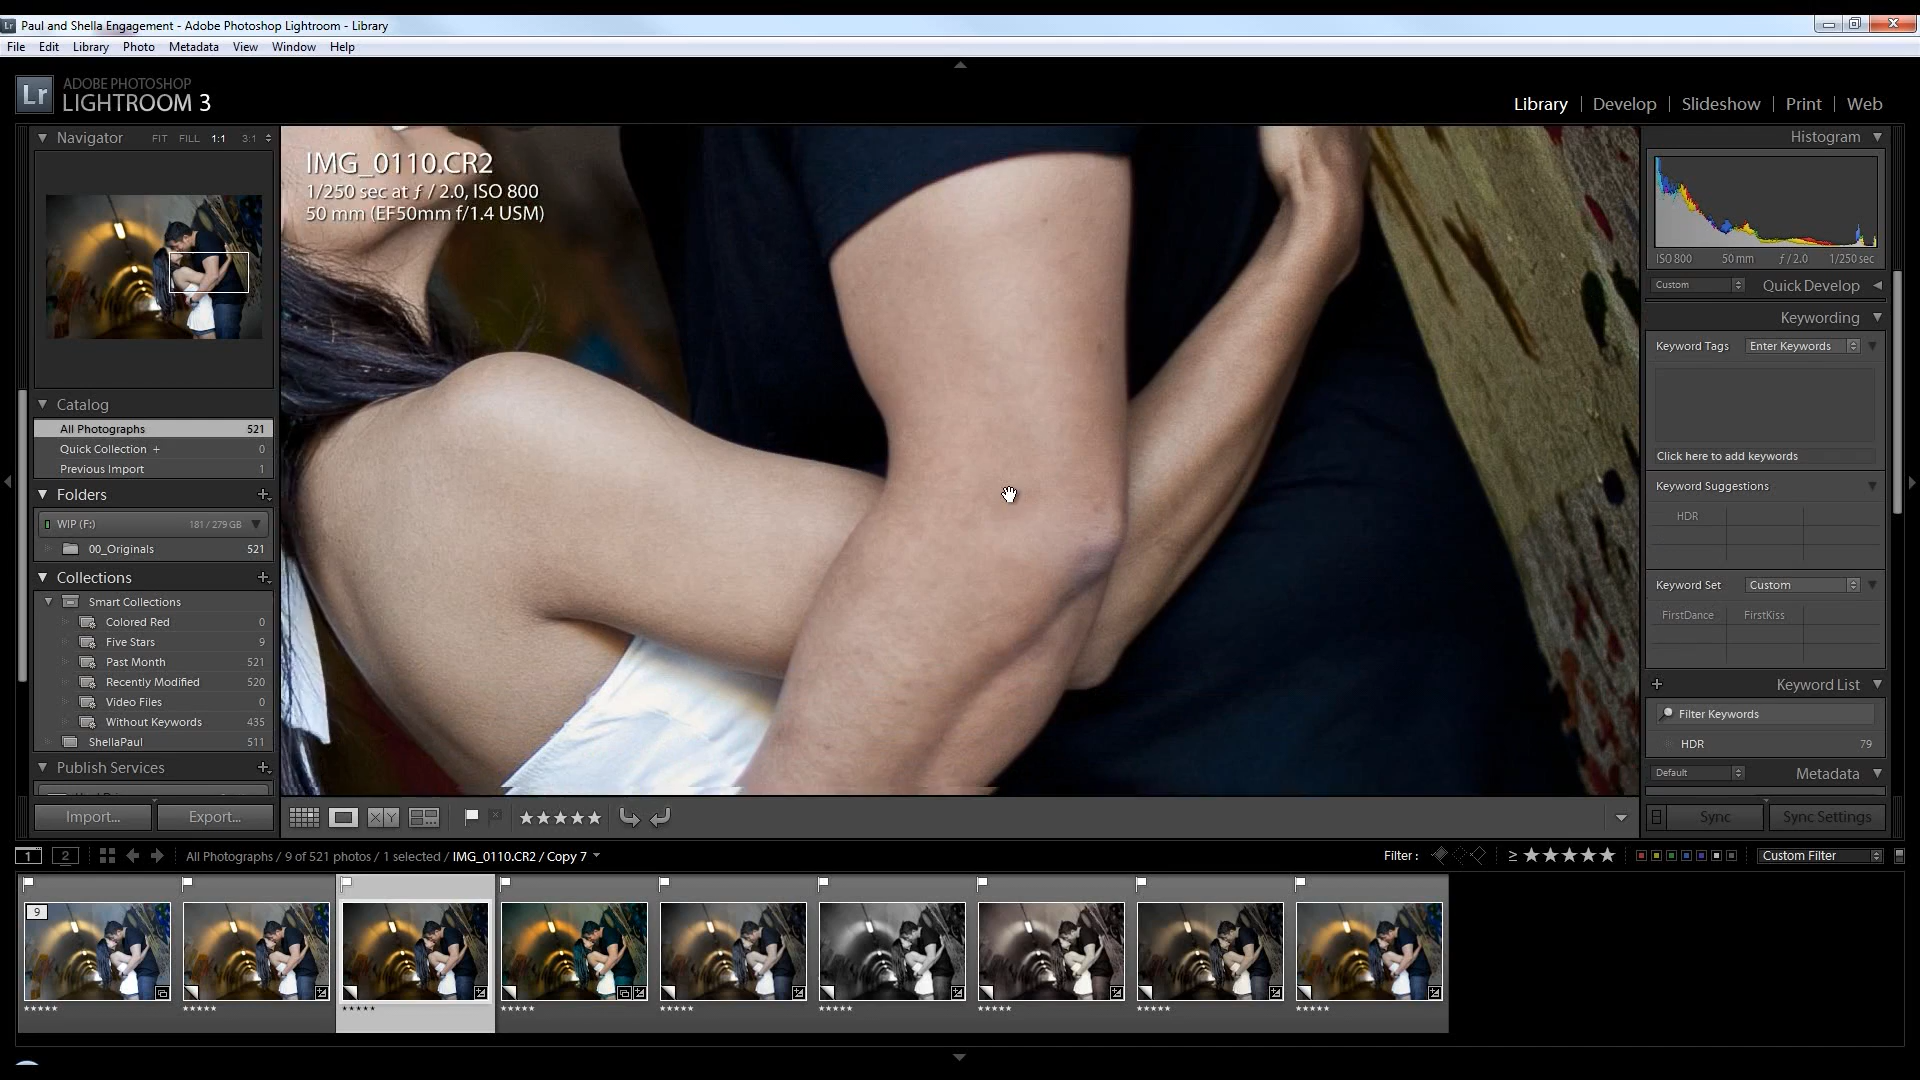 Paul and Shella Engagement - Adobe Photoshop Lightroom - Library
File Edit Library Photo Metadata View Window Help
Lr ADOBE PHOTOSHOP
LIGHTROOM 3
Library | Develop | Slideshow | Print | Web
Navigator FIT FILL 1:1 3:1
IMG_0110.CR2
1/250 sec at ƒ / 2.0, ISO 800
50 mm (EF50mm f/1.4 USM)
Catalog
All Photographs 521
Quick Collection + 0
Previous Import 1
Folders
WIP (F:) 181 / 279 GB
00_Originals 521
Collections
Smart Collections
Colored Red 0
Five Stars 9
Past Month 521
Recently Modified 520
Video Files 0
Without Keywords 435
ShellaPaul 511
Publish Services
Import... Export...
Histogram
ISO 800 50 mm ƒ / 2.0 1/250 sec
Custom Quick Develop
Keywording
Keyword Tags Enter Keywords
Click here to add keywords
Keyword Suggestions
HDR
Keyword Set Custom
FirstDance FirstKiss
Keyword List
Filter Keywords
HDR 79
Default Metadata
Sync Sync Settings
X Y
1 2 All Photographs / 9 of 521 photos / 1 selected / IMG_0110.CR2 / Copy 7
Filter : ≥ ★★★★★ Custom Filter
9